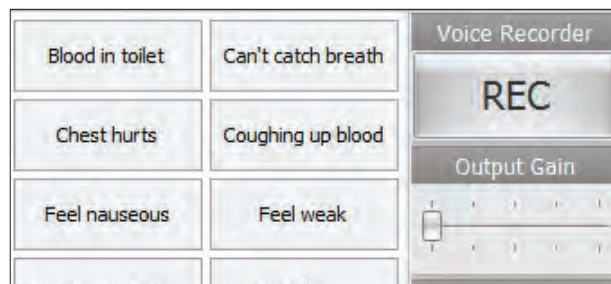 Blood in toilet
Can't catch breath
Voice Recorder
REC
Chest hurts
Coughing up blood
Output Gain
Feel nauseous
Feel weak